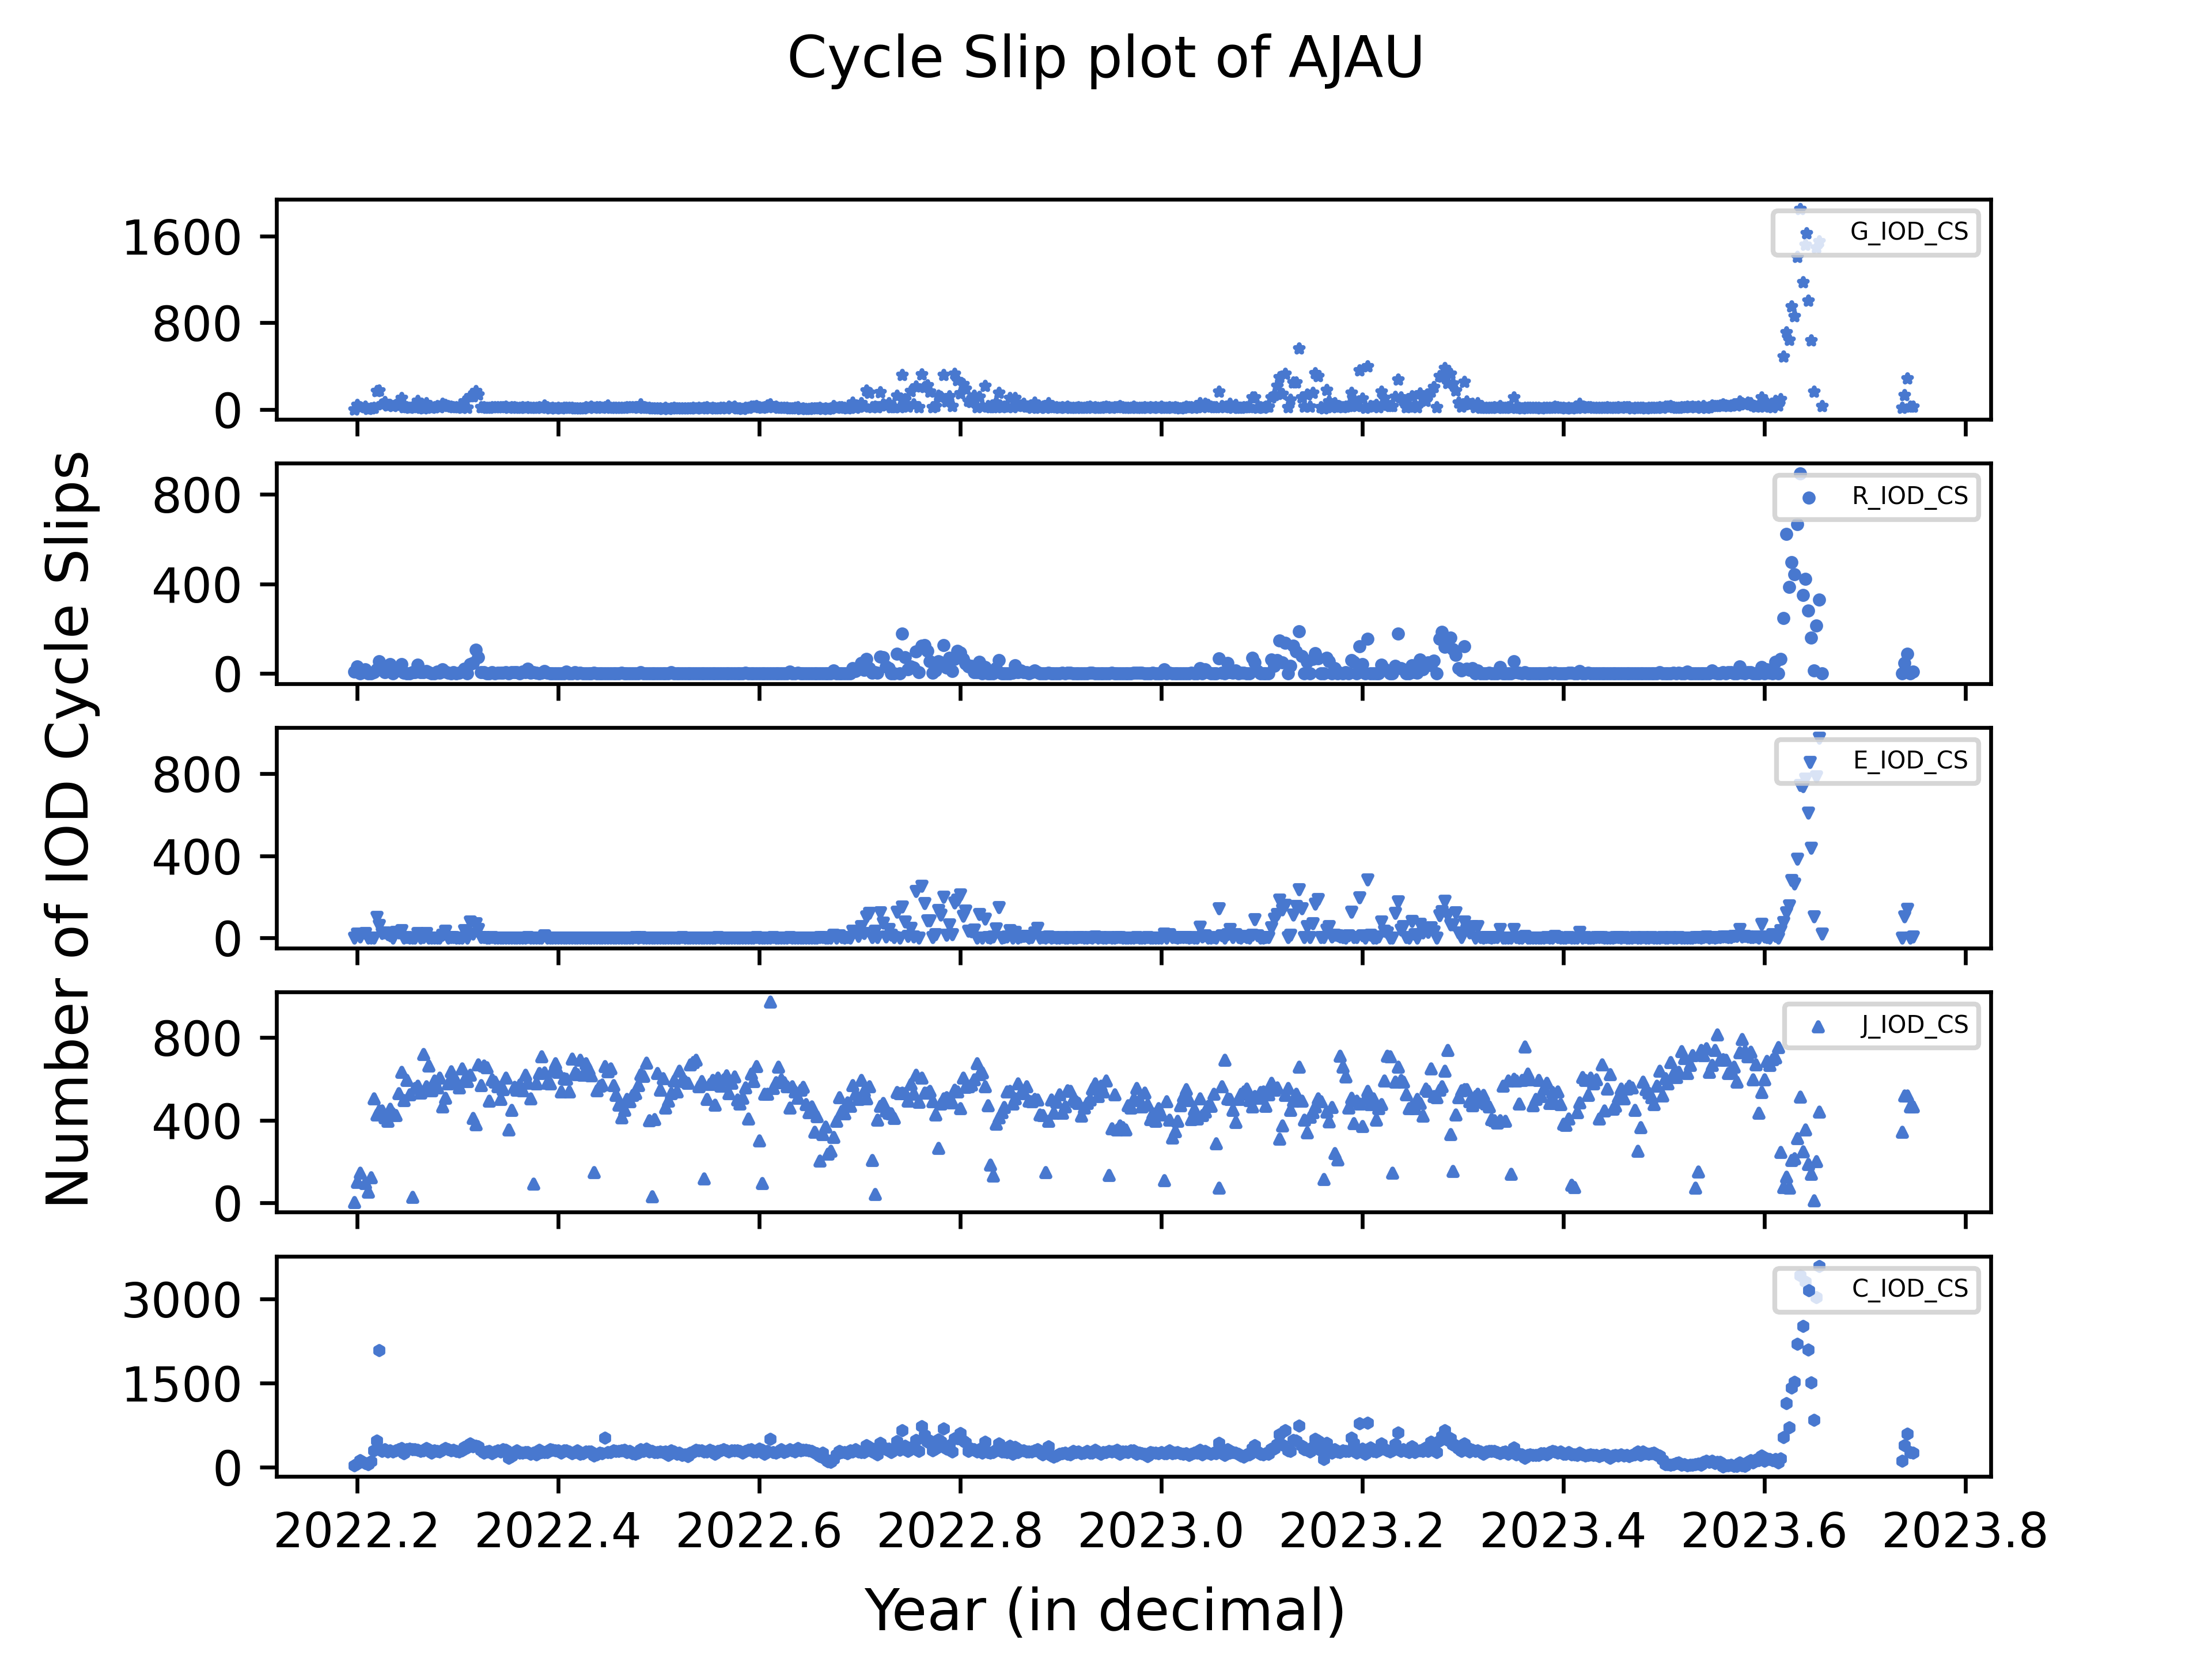 Cycle Slip plot of AJAU
Number of IOD Cycle Slips
1600
800
0
G_IOD_CS
800
400
0
R_IOD_CS
800
400
0
E_IOD_CS
800
400
0
J_IOD_CS
3000
1500
0
C_IOD_CS
2022.2 2022.4 2022.6 2022.8 2023.0 2023.2 2023.4 2023.6 2023.8
Year (in decimal)